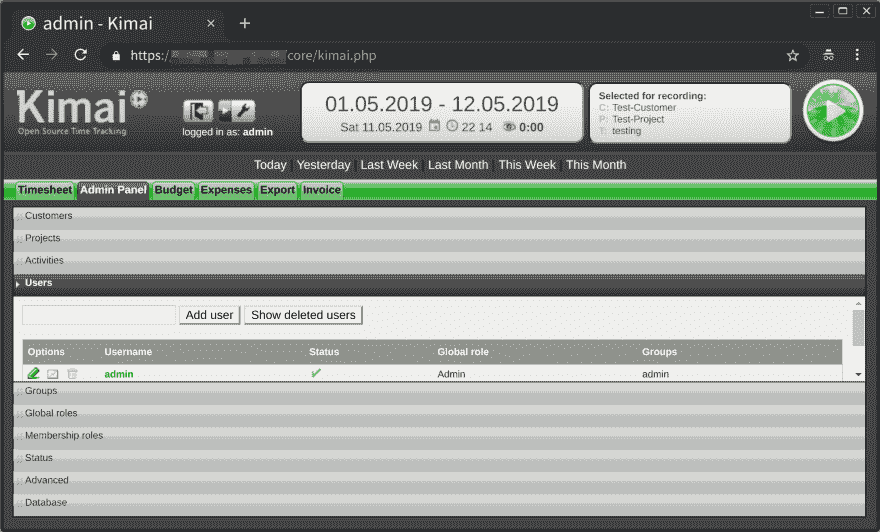 admin - Kimai
https:/ core/kimai.php
Kimai
Open Source Time Tracking
logged in as: admin
01.05.2019 - 12.05.2019
Sat 11.05.2019 22 14 0:00
Selected for recording:
C: Test-Customer
P: Test-Project
T: testing
Today | Yesterday | Last Week | Last Month | This Week | This Month
Timesheet Admin Panel Budget Expenses Export Invoice
Customers
Projects
Activities
Users
Add user Show deleted users
Options Username Status Global role Groups
admin Admin admin
Groups
Global roles
Membership roles
Status
Advanced
Database